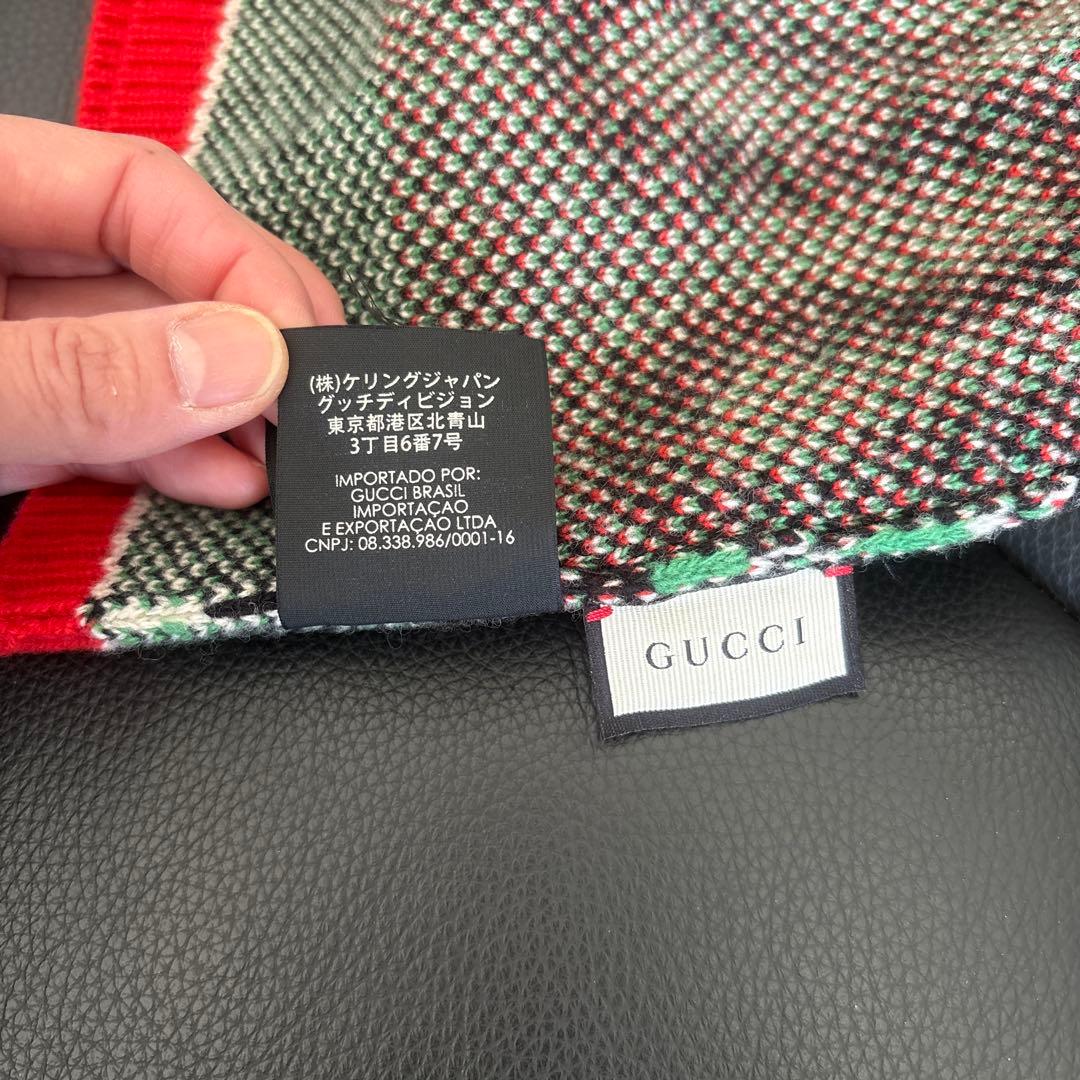 (株)ケリングジャパン
グッチディビジョン
東京都港区北青山
3丁目6番7号
IMPORTADO POR:
GUCCI BRASIL
IMPORTAÇAO
E EXPORTAÇAO LTDA
CNPJ: 08.338.986/0001-16
GUCCI